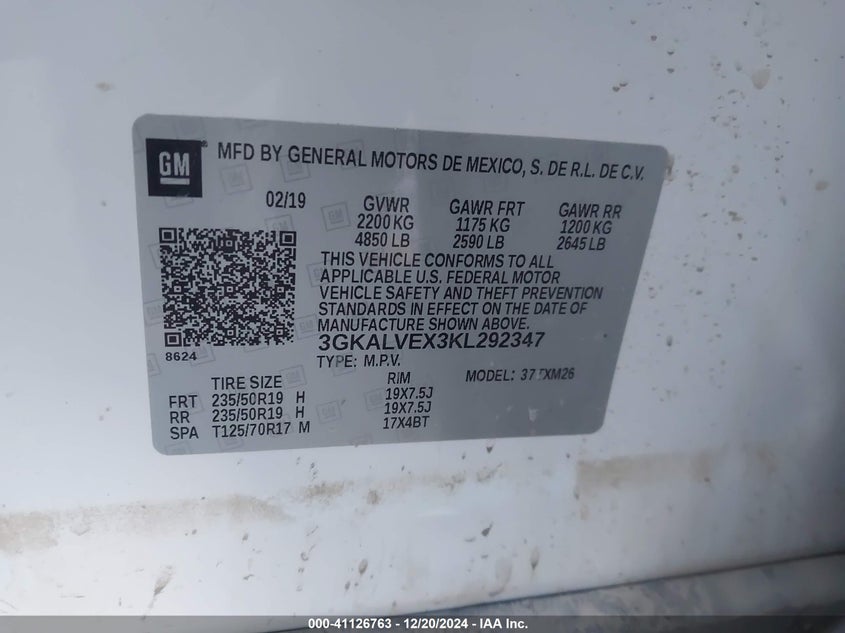 GM® MFD BY GENERAL MOTORS DE MEXICO, S. DE R.L. DE C.V.
02/19 GVWR GAWR FRT GAWR RR
2200 KG 1175 KG 1200 KG
4850 LB 2590 LB 2645 LB
THIS VEHICLE CONFORMS TO ALL
APPLICABLE U.S. FEDERAL MOTOR
VEHICLE SAFETY AND THEFT PREVENTION
STANDARDS IN EFFECT ON THE DATE OF
MANUFACTURE SHOWN ABOVE.
8624
3GKALVEX3KL292347
TYPE: M.P.V.
TIRE SIZE RIM MODEL:
FRT 235/50R19 H 19X7.5J
RR 235/50R19 H 19X7.5J
SPA T125/70R17 M 17X4BT
000-41126763 — 12/20/2024 — IAA Inc.